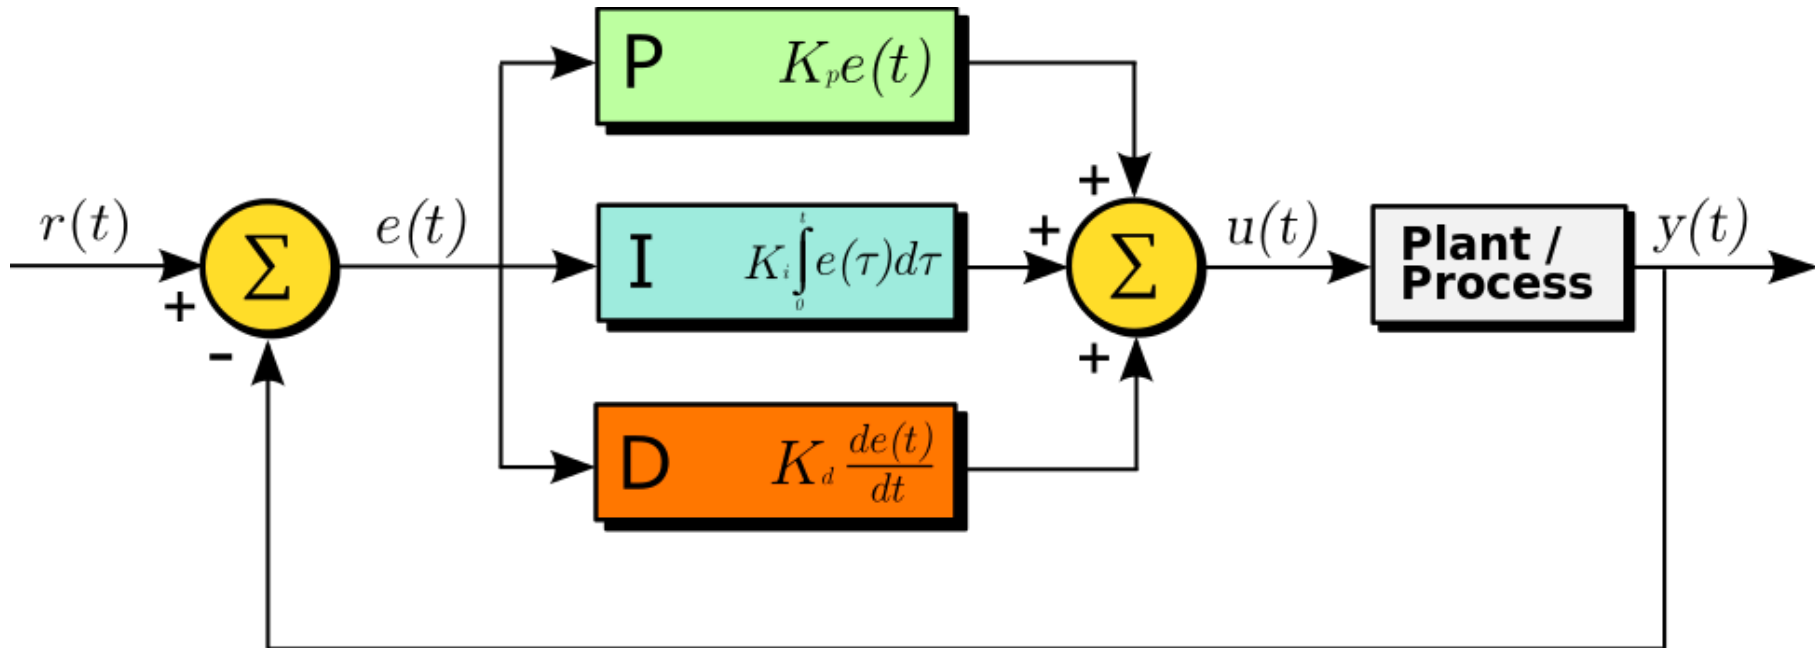 P K_p e(t)
r(t)
+
-
Σ
e(t)
I K_i ∫_0^t e(τ)dτ
D K_d de(t)/dt
+
+
+
Σ
u(t)
Plant /
Process
y(t)